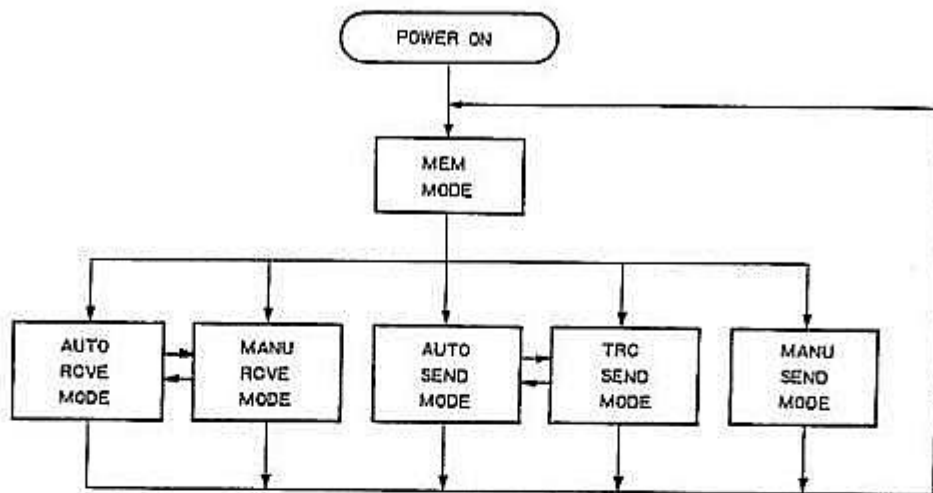 POWER ON
MEM
MODE
AUTO
RCVE
MODE
MANU
RCVE
MODE
AUTO
SEND
MODE
TRC
SEND
MODE
MANU
SEND
MODE